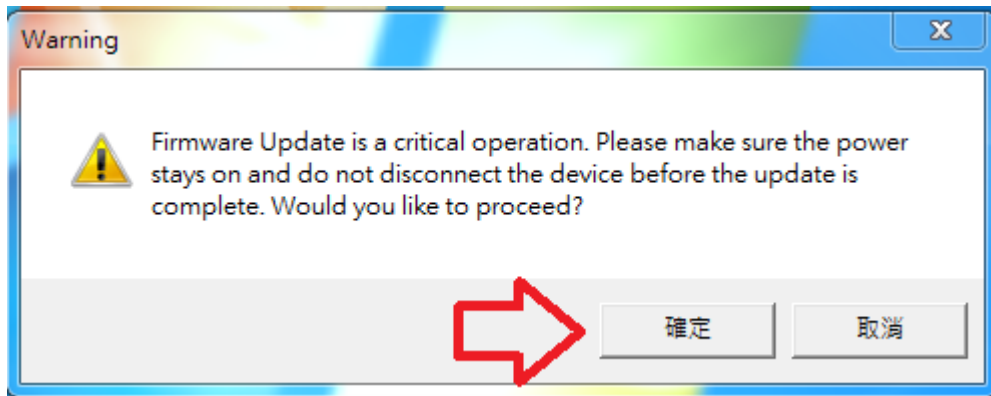 Warning
Firmware Update is a critical operation. Please make sure the power
stays on and do not disconnect the device before the update is
complete. Would you like to proceed?
確定
取消